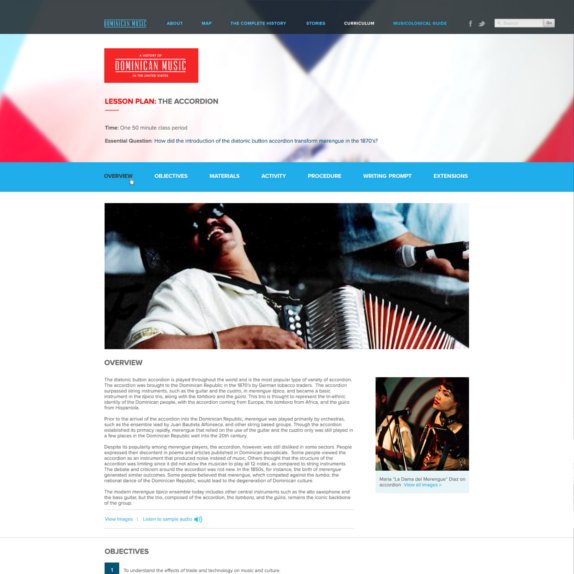 DOMINICAN MUSIC
ABOUT
MAP
THE COMPLETE HISTORY
STORIES
CURRICULUM
MUSICOLOGICAL GUIDE
Search
Go
A HISTORY OF
DOMINICAN MUSIC
IN THE UNITED STATES
LESSON PLAN: THE ACCORDION
Time: One 50 minute class period
Essential Question: How did the introduction of the diatonic button accordion transform merengue in the 1870's?
OVERVIEW
OBJECTIVES
MATERIALS
ACTIVITY
PROCEDURE
WRITING PROMPT
EXTENSIONS
OVERVIEW
The diatonic button accordion is played throughout the world and is the most popular type of variety of accordion.
The accordion was brought to the Dominican Republic in the 1870's by German tobacco traders. The accordion
surpassed string instruments, such as the guitar and the cuatro, in merengue típico, and became a basic
instrument in the típico trio, along with the tambora and the güira. This trio is thought to represent the tri-ethnic
identity of the Dominican people, with the accordion coming from Europe, the tambora from Africa, and the güira
from Hispaniola.
Prior to the arrival of the accordion into the Dominican Republic, merengue was played primarily by orchestras,
such as the ensemble lead by Juan Bautista Alfonseca, and other string based groups. Though the accordion
established its primacy rapidly, merengue that relied on the use of the guitar and the cuatro only was still played in
a few places in the Dominican Republic well into the 20th century.
Despite its popularity among merengue players, the accordion, however, was still disliked in some sectors. People
expressed their discontent in poems and articles published in Dominican periodicals. Some people viewed the
accordion as an instrument that produced noise instead of music. Others thought that the structure of the
accordion was limiting since it did not allow the musician to play all 12 notes, as compared to string instruments.
The debate and criticism around the accordion was not new. In the 1850s, for instance, the birth of merengue
generated similar outcomes. Some people believed that merengue, which competed against the tumba, the
national dance of the Dominican Republic, would lead to the degeneration of Dominican culture.
The modern merengue típico ensemble today includes other central instruments such as the alto saxophone and
the bass guitar, but the trio, composed of the accordion, the tambora, and the güira, remains the iconic backbone
of the group.
View Images | Listen to sample audio
Maria "La Dama del Merengue" Diaz on
accordion View all images »
OBJECTIVES
1 To understand the effects of trade and technology on music and culture.